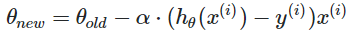 θ_new = θ_old − α · (h_θ(x^(i)) − y^(i))x^(i)